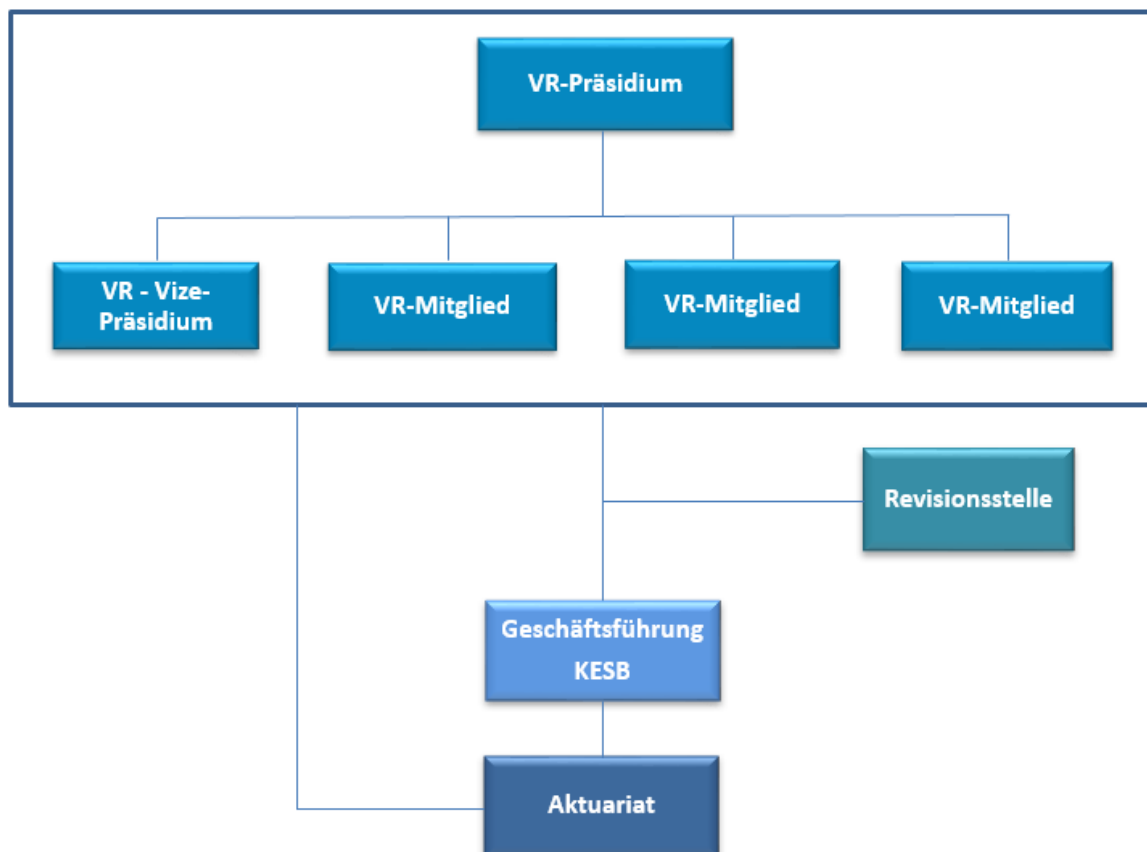 VR-Präsidium
VR - Vize-
Präsidium
VR-Mitglied
VR-Mitglied
VR-Mitglied
Revisionsstelle
Geschäftsführung
KESB
Aktuariat